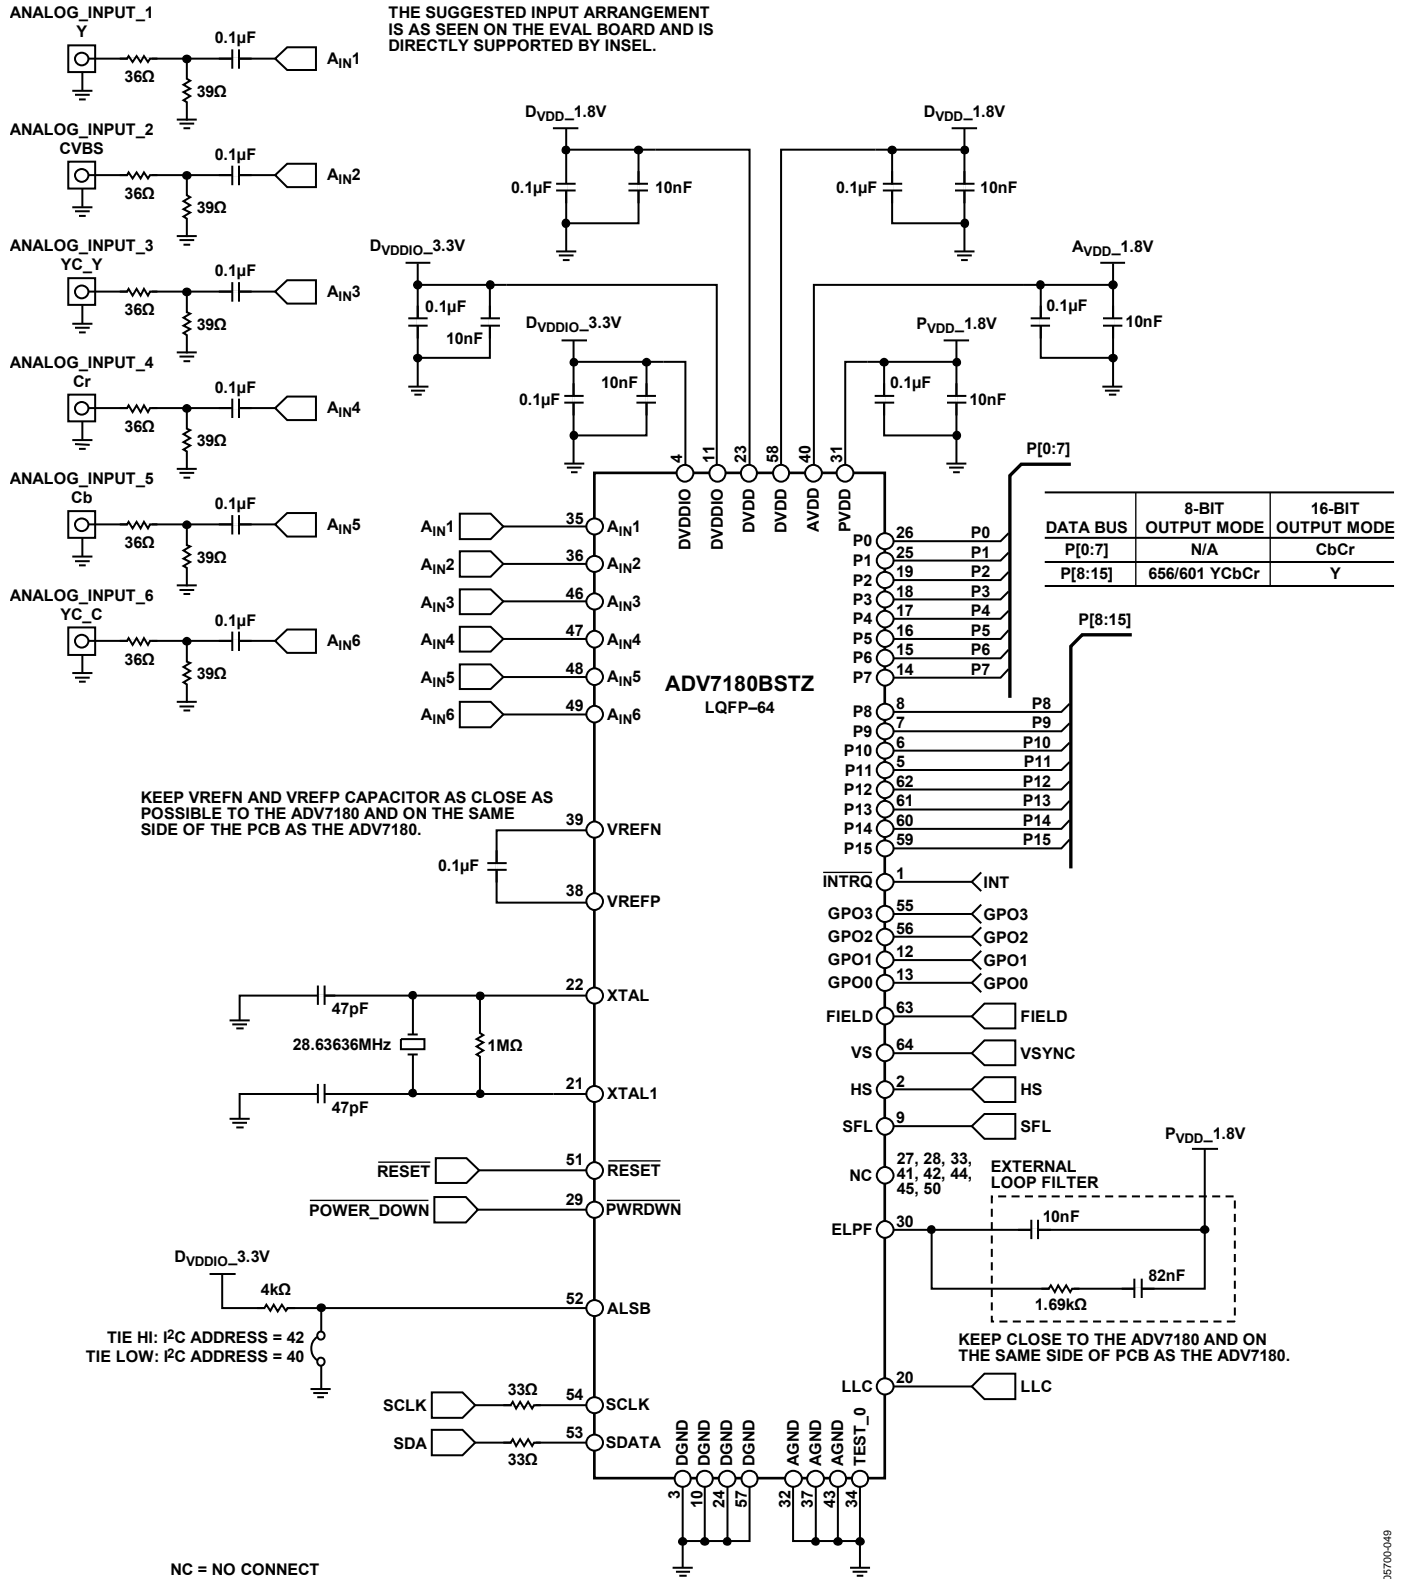 ANALOG_INPUT_1
Y
0.1µF
36Ω
39Ω
AIN1
THE SUGGESTED INPUT ARRANGEMENT
IS AS SEEN ON THE EVAL BOARD AND IS
DIRECTLY SUPPORTED BY INSEL.
ANALOG_INPUT_2
CVBS
0.1µF
36Ω
39Ω
AIN2
ANALOG_INPUT_3
YC_Y
0.1µF
36Ω
39Ω
AIN3
ANALOG_INPUT_4
Cr
0.1µF
36Ω
39Ω
AIN4
ANALOG_INPUT_5
Cb
0.1µF
36Ω
39Ω
AIN5
ANALOG_INPUT_6
YC_C
0.1µF
36Ω
39Ω
AIN6
DVDD_1.8V
0.1µF
10nF
DVDD_1.8V
0.1µF
10nF
DVDDIO_3.3V
0.1µF
10nF
DVDDIO_3.3V
0.1µF
10nF
AVDD_1.8V
0.1µF
10nF
PVDD_1.8V
0.1µF
10nF
4
11
23
58
40
31
DVDDIO
DVDDIO
DVDD
DVDD
AVDD
PVDD
AIN1 35 AIN1
AIN2 36 AIN2
AIN3 46 AIN3
AIN4 47 AIN4
AIN5 48 AIN5
AIN6 49 AIN6
ADV7180BSTZ
LQFP–64
P[0:7]
P0 26 P0
P1 25 P1
P2 19 P2
P3 18 P3
P4 17 P4
P5 16 P5
P6 15 P6
P7 14 P7
DATA BUS 8-BIT OUTPUT MODE 16-BIT OUTPUT MODE
P[0:7] N/A CbCr
P[8:15] 656/601 YCbCr Y
P[8:15]
P8 8 P8
P9 7 P9
P10 6 P10
P11 5 P11
P12 62 P12
P13 61 P13
P14 60 P14
P15 59 P15
KEEP VREFN AND VREFP CAPACITOR AS CLOSE AS
POSSIBLE TO THE ADV7180 AND ON THE SAME
SIDE OF THE PCB AS THE ADV7180.
39 VREFN
0.1µF
38 VREFP
INTRQ 1 INT
GPO3 55 GPO3
GPO2 56 GPO2
GPO1 12 GPO1
GPO0 13 GPO0
FIELD 63 FIELD
VS 64 VSYNC
HS 2 HS
SFL 9 SFL
22 XTAL
47pF
28.63636MHz
1MΩ
21 XTAL1
47pF
RESET 51 RESET
POWER_DOWN 29 PWRDWN
NC 27, 28, 33,
41, 42, 44,
45, 50
EXTERNAL
LOOP FILTER
PVDD_1.8V
ELPF 30
10nF
82nF
1.69kΩ
KEEP CLOSE TO THE ADV7180 AND ON
THE SAME SIDE OF PCB AS THE ADV7180.
DVDDIO_3.3V
4kΩ
52 ALSB
TIE HI: I2C ADDRESS = 42
TIE LOW: I2C ADDRESS = 40
LLC 20 LLC
SCLK 33Ω 54 SCLK
SDA 33Ω 53 SDATA
DGND
DGND
DGND
DGND
AGND
AGND
AGND
TEST_0
3
10
24
57
32
37
43
34
NC = NO CONNECT
05700-049